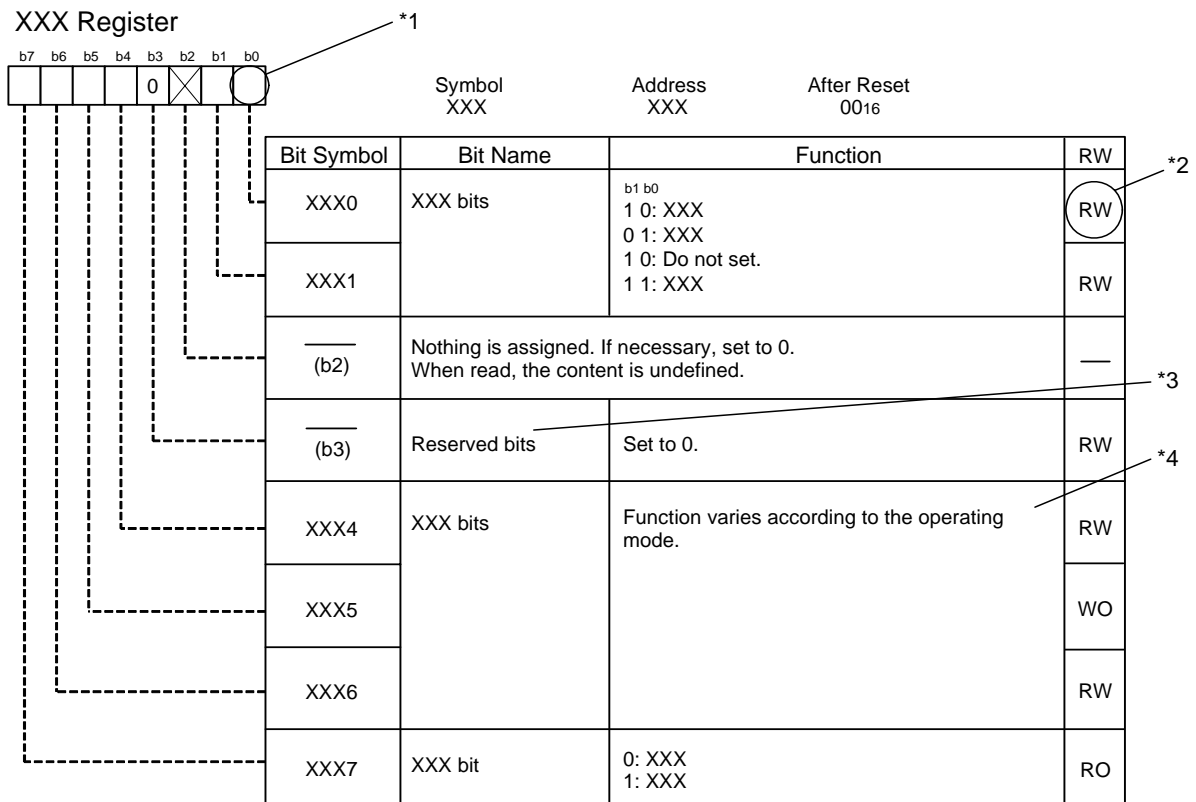 XXX Register
*1
b7 b6 b5 b4 b3 b2 b1 b0
0
Symbol Address After Reset
XXX XXX 0016
Bit Symbol Bit Name Function RW
*2
XXX0 XXX bits b1 b0 RW
1 0: XXX
0 1: XXX
1 0: Do not set.
1 1: XXX
XXX1 RW
(b2) Nothing is assigned. If necessary, set to 0. —
When read, the content is undefined.
*3
(b3) Reserved bits Set to 0. RW
*4
XXX4 XXX bits Function varies according to the operating RW
mode.
XXX5 WO
XXX6 RW
XXX7 XXX bit 0: XXX RO
1: XXX